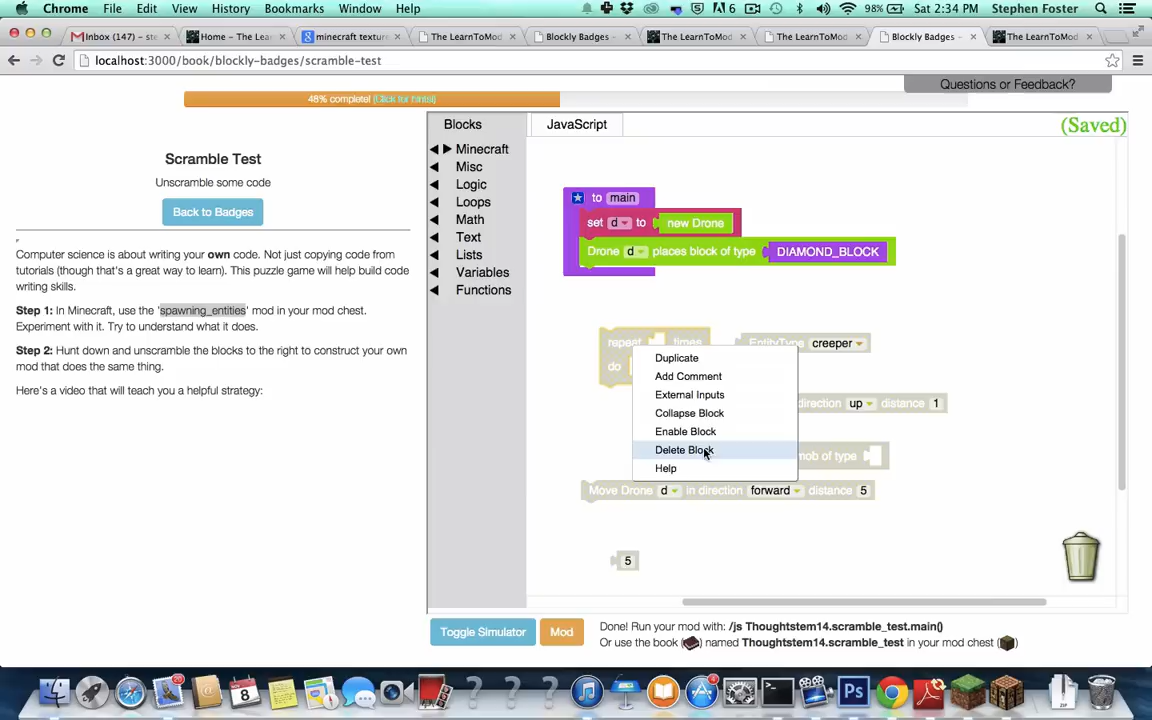 Chrome File Edit View History Bookmarks Window Help
6 98% Sat 2:34 PM Stephen Foster
Inbox (147) - ste
Home - The Lea
minecraft texture
The LearnToMod
Blockly Badges -
The LearnToMod
The LearnToMod
Blockly Badges -
The LearnToMod
localhost:3000/book/blockly-badges/scramble-test
Questions or Feedback?
48% complete! (Click for hints!)
Scramble Test
Unscramble some code
Back to Badges
Computer science is about writing your own code. Not just copying code from
tutorials (though that's a great way to learn). This puzzle game will help build code
writing skills.
Step 1: In Minecraft, use the 'spawning_entities' mod in your mod chest.
Experiment with it. Try to understand what it does.
Step 2: Hunt down and unscramble the blocks to the right to construct your own
mod that does the same thing.
Here's a video that will teach you a helpful strategy:
Blocks
JavaScript
(Saved)
Minecraft
Misc
Logic
Loops
Math
Text
Lists
Variables
Functions
to main
set d to new Drone
Drone d places block of type DIAMOND_BLOCK
repeat times
do
EntityType creeper
Duplicate
Add Comment
External Inputs
Collapse Block
Enable Block
Delete Block
Help
direction up distance 1
mob of type
Move Drone d in direction forward distance 5
5
Toggle Simulator
Mod
Done! Run your mod with: /js Thoughtstem14.scramble_test.main()
Or use the book ( ) named Thoughtstem14.scramble_test in your mod chest ( )